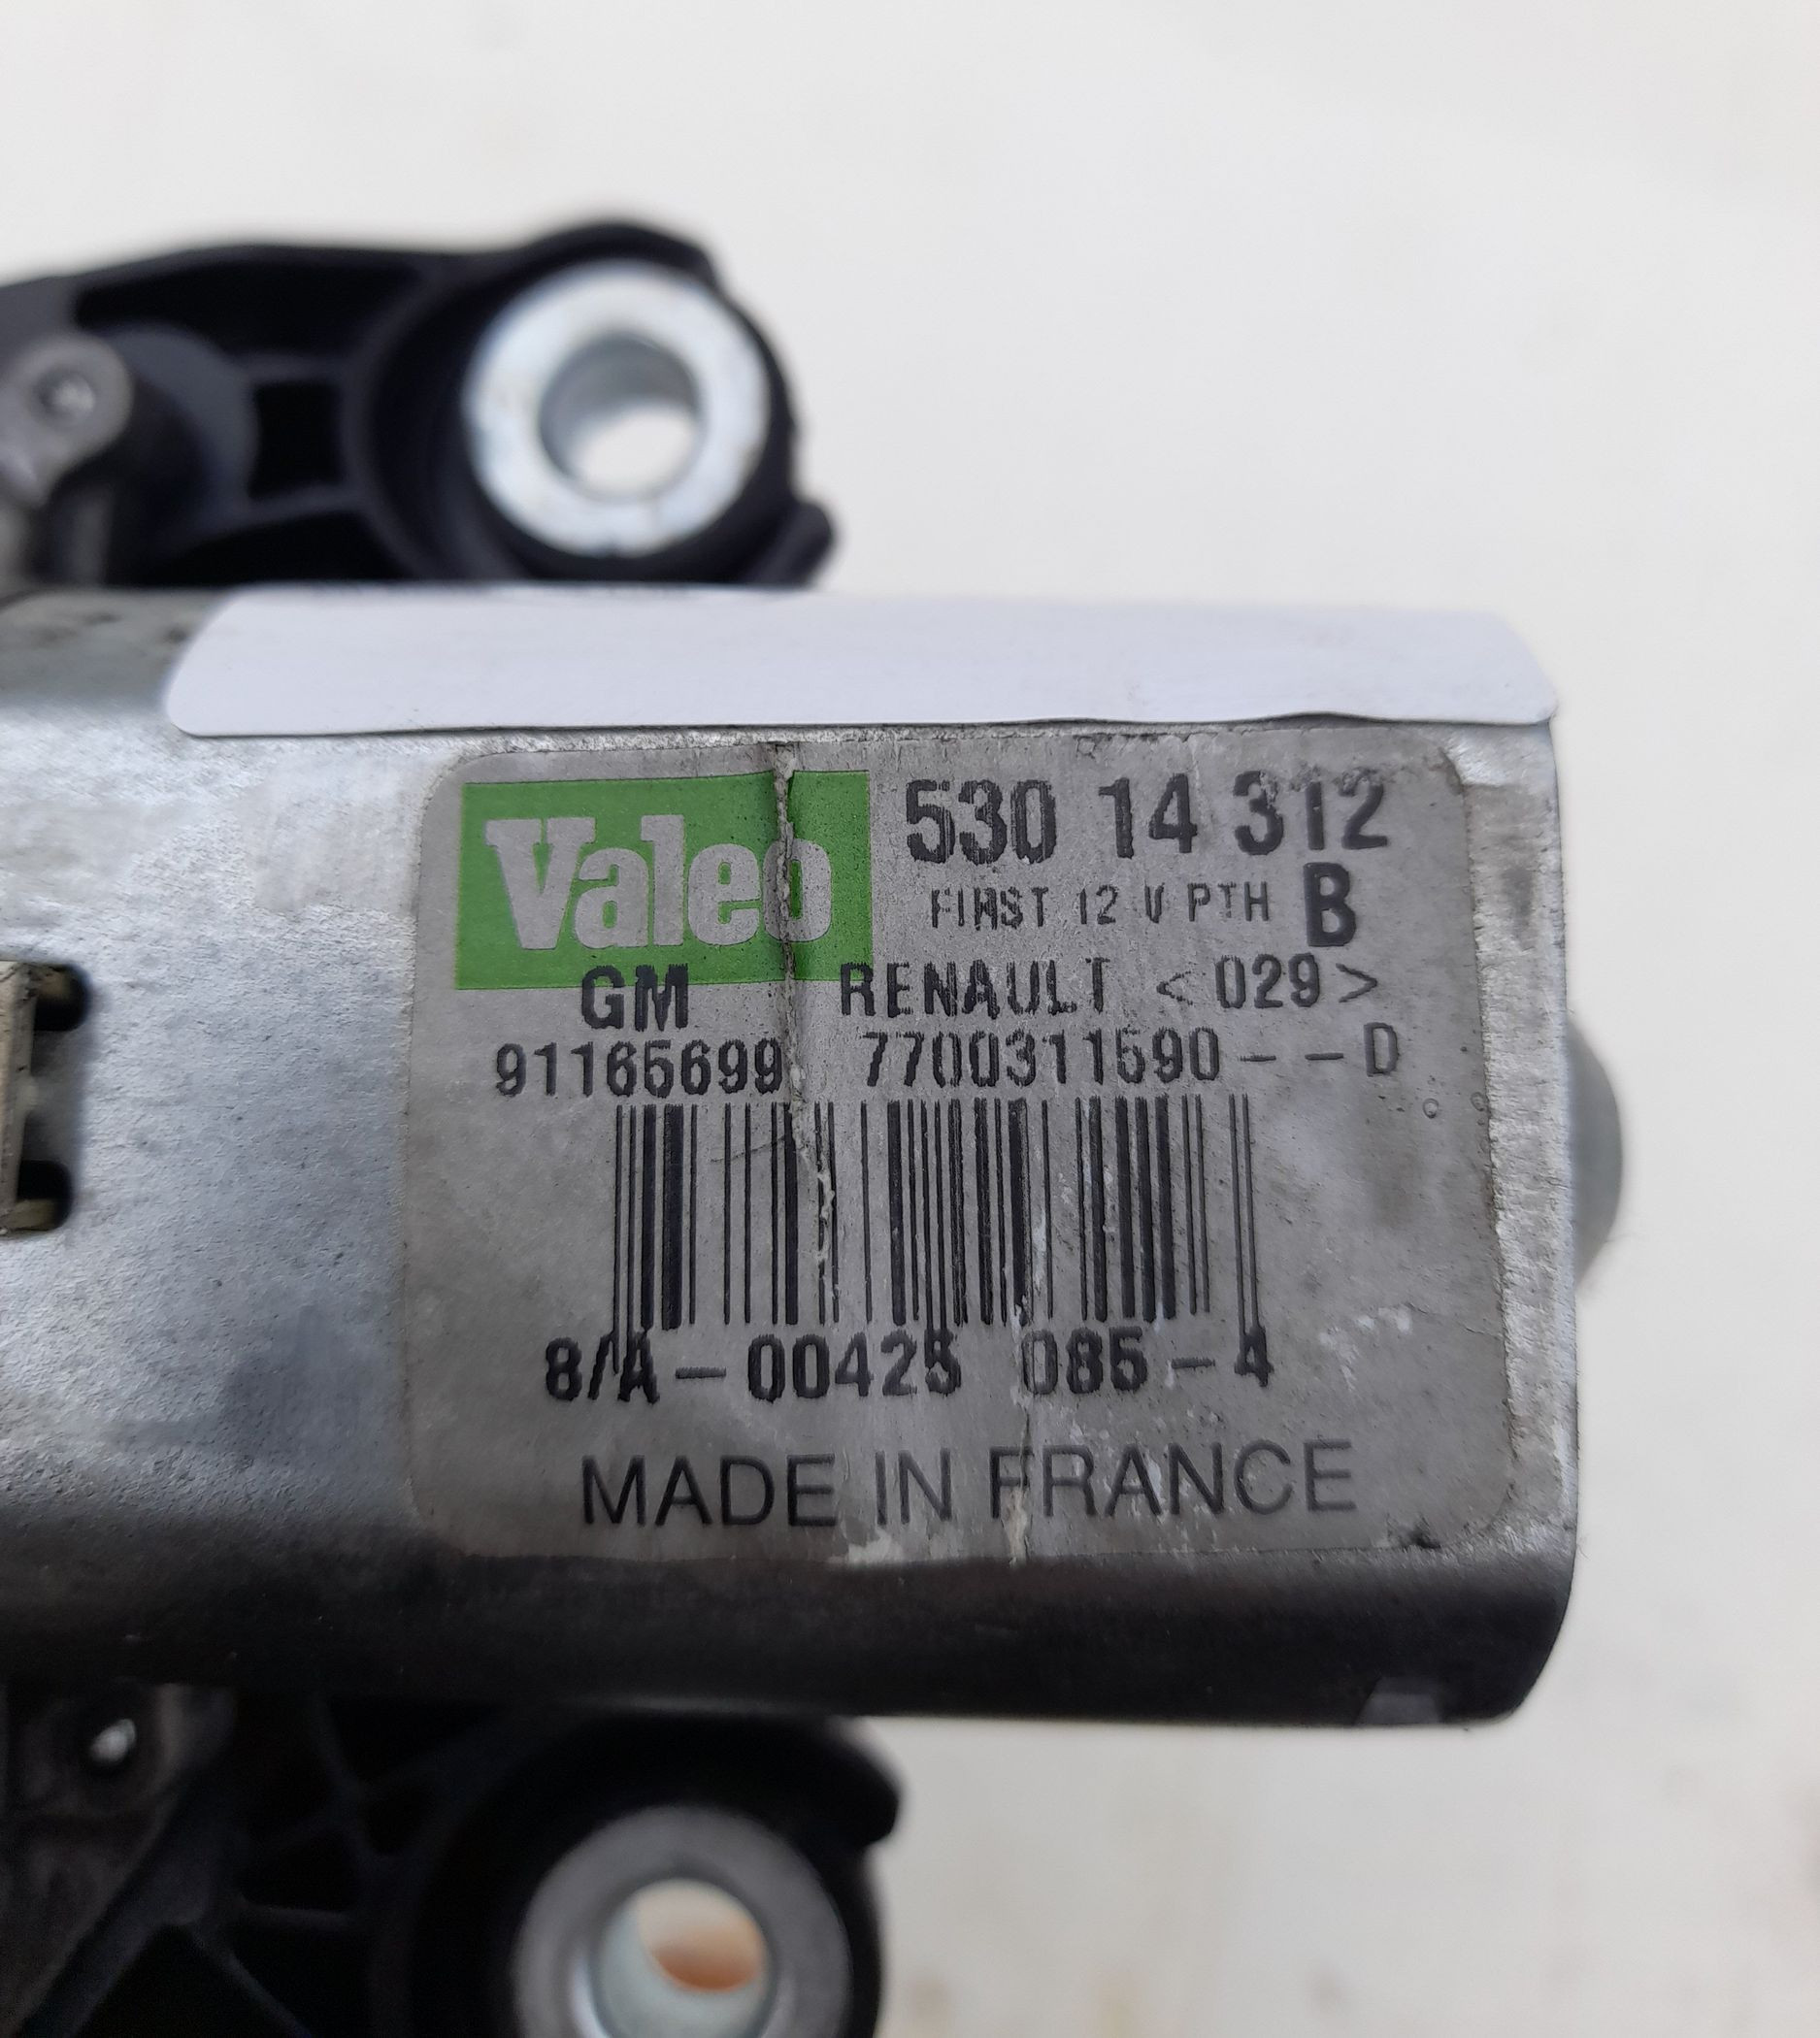 Valeo 530 14 312
FIRST 12 V PTH B
GM RENAULT <029>
91165699 7700311590--D
8/A-00425 085-4
MADE IN FRANCE